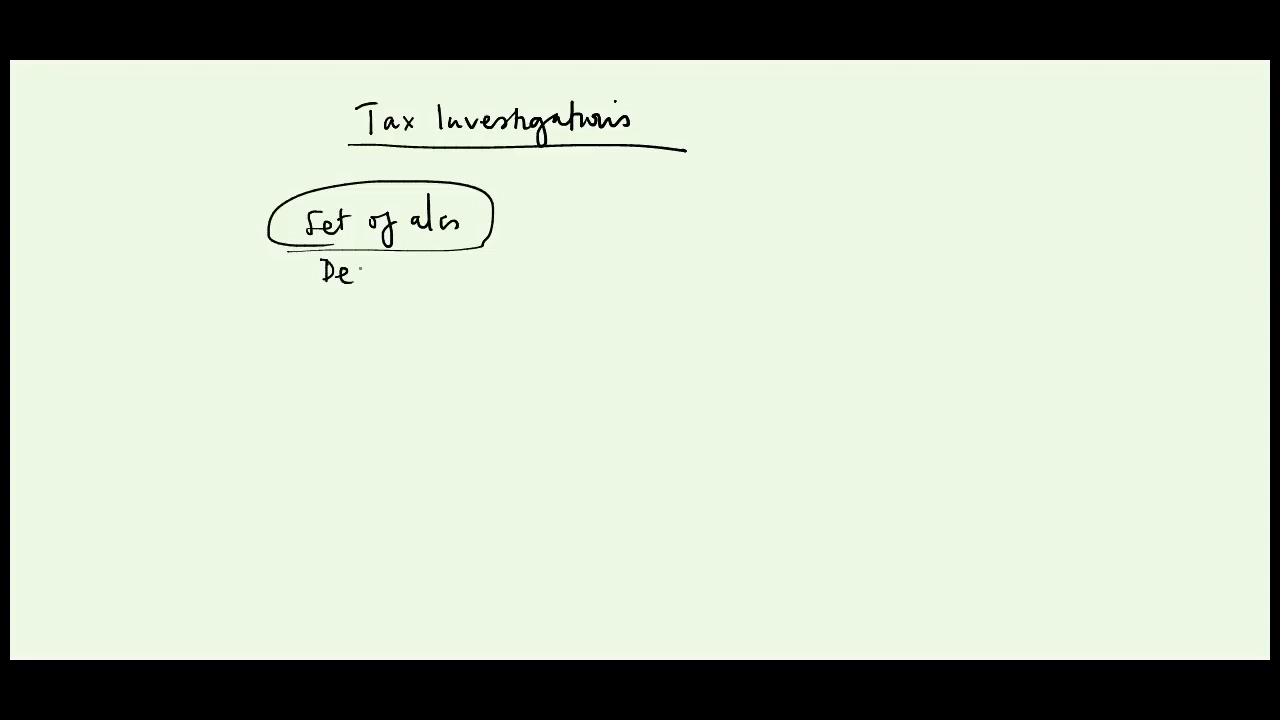 Tax Investigations
Set of a/cs
De